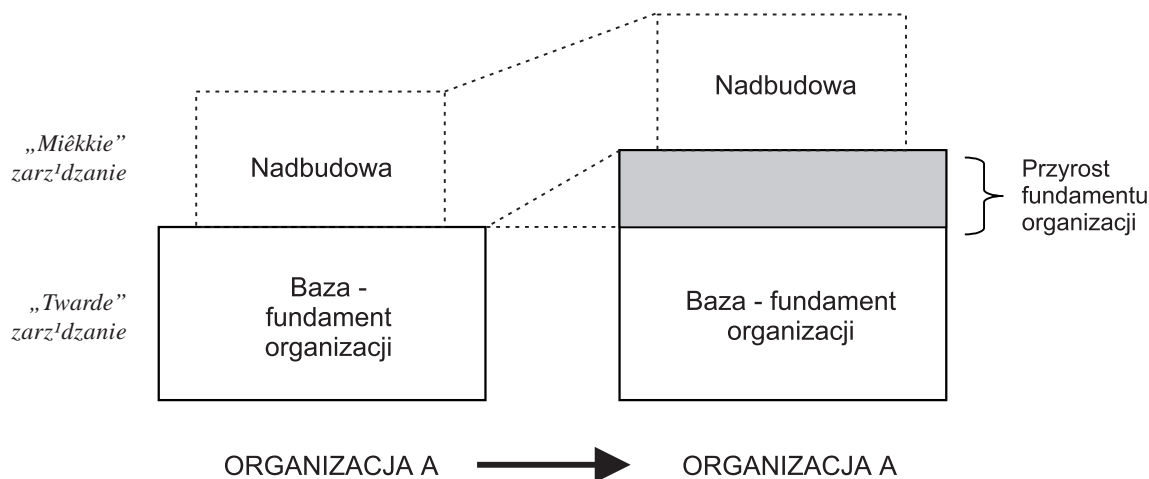 Nadbudowa
„Miêkkie”
zarz¹dzanie
Nadbudowa
Przyrost
fundamentu
organizacji
„Twarde”
zarz¹dzanie
Baza -
fundament
organizacji
Baza - fundament
organizacji
ORGANIZACJA A
ORGANIZACJA A